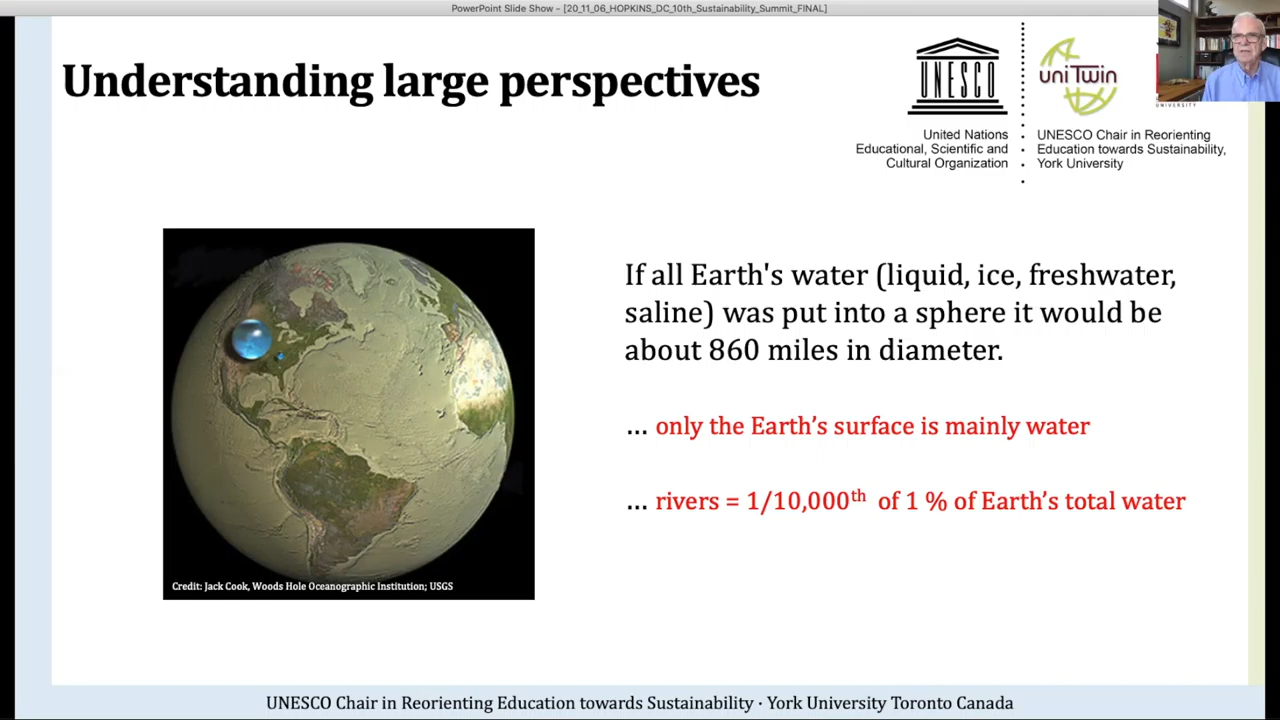 PowerPoint Slide Show - [20_11_06_HOPKINS_DC_10th_Sustainability_Summit_FINAL]
Understanding large perspectives
UNESCO
uniTwin
UNIVERSITY
United Nations
Educational, Scientific and
Cultural Organization
UNESCO Chair in Reorienting
Education towards Sustainability,
York University
If all Earth's water (liquid, ice, freshwater,
saline) was put into a sphere it would be
about 860 miles in diameter.
... only the Earth’s surface is mainly water
... rivers = 1/10,000th of 1 % of Earth’s total water
Credit: Jack Cook, Woods Hole Oceanographic Institution; USGS
UNESCO Chair in Reorienting Education towards Sustainability · York University Toronto Canada